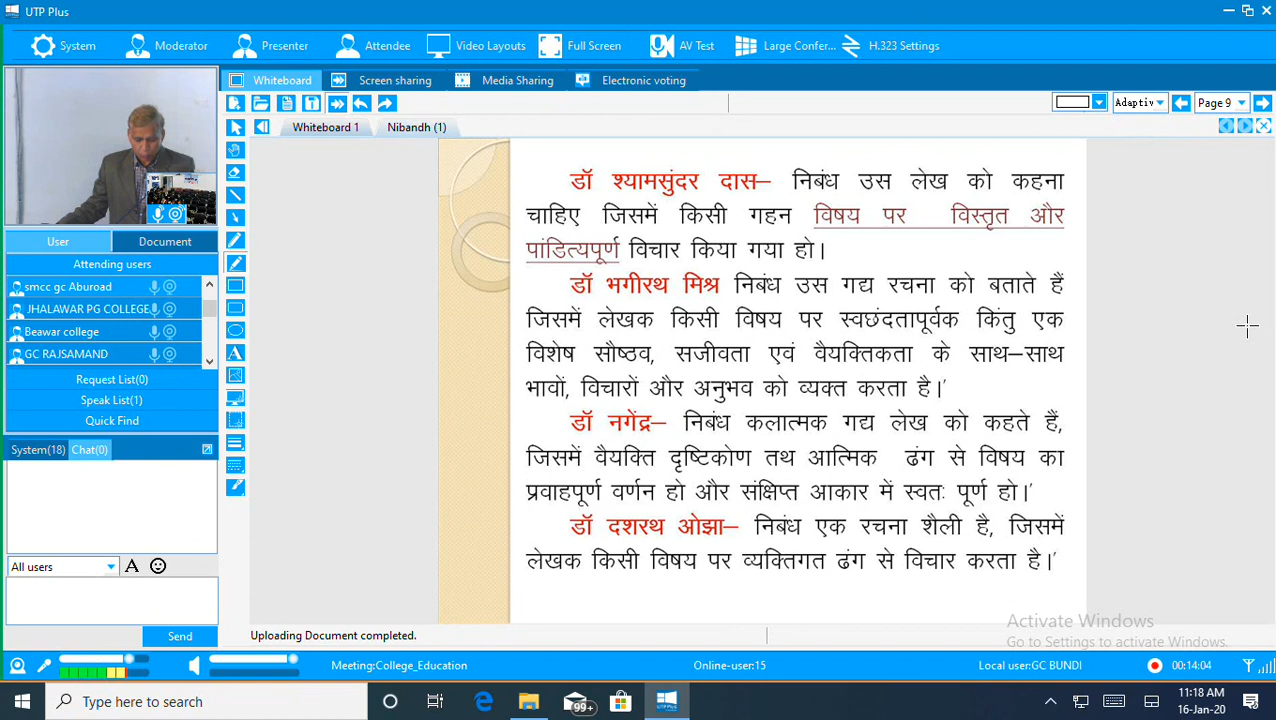 UTP Plus
System Moderator Presenter Attendee Video Layouts Full Screen AV Test Large Confer... H.323 Settings
Whiteboard Screen sharing Media Sharing Electronic voting
Adaptiv Page 9
Whiteboard 1 Nibandh (1)
User Document
Attending users
smcc gc Aburoad
JHALAWAR PG COLLEGE,
Beawar college
GC RAJSAMAND
Request List(0)
Speak List(1)
Quick Find
System(18) Chat(0)
All users A
Send
डॉ श्यामसुंदर दास– निबंध उस लेख को कहना
चाहिए जिसमें किसी गहन विषय पर विस्तृत और
पांडित्यपूर्ण विचार किया गया हो।
डॉ भगीरथ मिश्र निबंध उस गद्य रचना को बताते हैं
जिसमें लेखक किसी विषय पर स्वछंदतापूर्वक किंतु एक
विशेष सौष्ठव, सजीवता एवं वैयक्तिकता के साथ–साथ
भावों, विचारों और अनुभव को व्यक्त करता है।'
डॉ नगेंद्र– निबंध कलात्मक गद्य लेख को कहते हैं,
जिसमें वैयक्ति दृष्टिकोण तथ आत्मिक ढंग से विषय का
प्रवाहपूर्ण वर्णन हो और संक्षिप्त आकार में स्वतः पूर्ण हो।'
डॉ दशरथ ओझा– निबंध एक रचना शैली है, जिसमें
लेखक किसी विषय पर व्यक्तिगत ढंग से विचार करता है।'
Activate Windows
Go to Settings to activate Windows.
Uploading Document completed.
Meeting:College_Education Online-user:15 Local user:GC BUNDI 00:14:04
Type here to search 99+ 11:18 AM
16-Jan-20